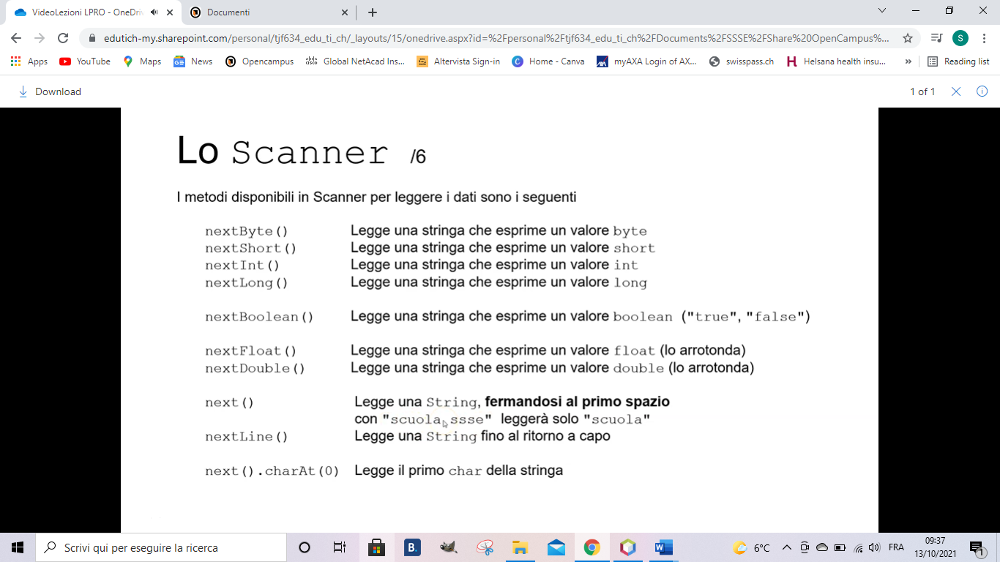 VideoLezioni LPRO - OneDriv
Documenti
edutich-my.sharepoint.com/personal/tjf634_edu_ti_ch/_layouts/15/onedrive.aspx?id=%2Fpersonal%2Ftjf634_edu_ti_ch%2FDocuments%2FSSSE%2FShare%20OpenCampus%...
S
Apps YouTube Maps News Opencampus Global NetAcad Ins... Altervista Sign-in Home - Canva myAXA Login of AX... swisspass.ch Helsana health insu... » Reading list
Download 1 of 1
Lo Scanner /6
I metodi disponibili in Scanner per leggere i dati sono i seguenti
nextByte() Legge una stringa che esprime un valore byte
nextShort() Legge una stringa che esprime un valore short
nextInt() Legge una stringa che esprime un valore int
nextLong() Legge una stringa che esprime un valore long
nextBoolean() Legge una stringa che esprime un valore boolean ("true", "false")
nextFloat() Legge una stringa che esprime un valore float (lo arrotonda)
nextDouble() Legge una stringa che esprime un valore double (lo arrotonda)
next() Legge una String, fermandosi al primo spazio
con "scuola ssse" leggerà solo "scuola"
nextLine() Legge una String fino al ritorno a capo
next().charAt(0) Legge il primo char della stringa
Scrivi qui per eseguire la ricerca
B.
6°C
FRA
09:37
13/10/2021
1